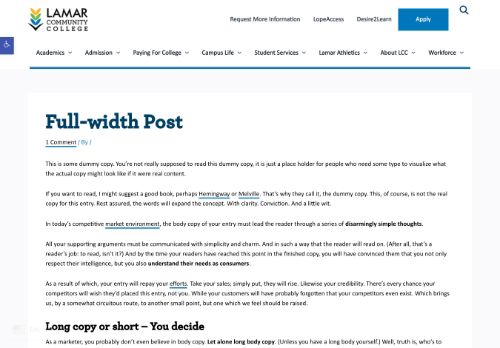 LAMAR
COMMUNITY
COLLEGE
Request More Information LopeAccess Desire2Learn Apply
Academics Admission Paying For College Campus Life Student Services Lamar Athletics About LCC Workforce
Full-width Post
1 Comment / By /
This is some dummy copy. You're not really supposed to read this dummy copy, it is just a place holder for people who need some type to visualize what
the actual copy might look like if it were real content.
If you want to read, I might suggest a good book, perhaps Hemingway or Melville. That's why they call it, the dummy copy. This, of course, is not the real
copy for this entry. Rest assured, the words will expand the concept. With clarity. Conviction. And a little wit.
In today's competitive market environment, the body copy of your entry must lead the reader through a series of disarmingly simple thoughts.
All your supporting arguments must be communicated with simplicity and charm. And in such a way that the reader will read on. (After all, that's a
reader's job: to read, isn't it?) And by the time your readers have reached this point in the finished copy, you will have convinced them that you not only
respect their intelligence, but you also understand their needs as consumers.
As a result of which, your entry will repay your efforts. Take your sales; simply put, they will rise. Likewise your credibility. There's every chance your
competitors will wish they'd placed this entry, not you. While your customers will have probably forgotten that your competitors even exist. Which brings
us, by a somewhat circuitous route, to another small point, but one which we feel should be raised.
Long copy or short – You decide
As a marketer, you probably don't even believe in body copy. Let alone long body copy. (Unless you have a long body yourself.) Well, truth is, who's to